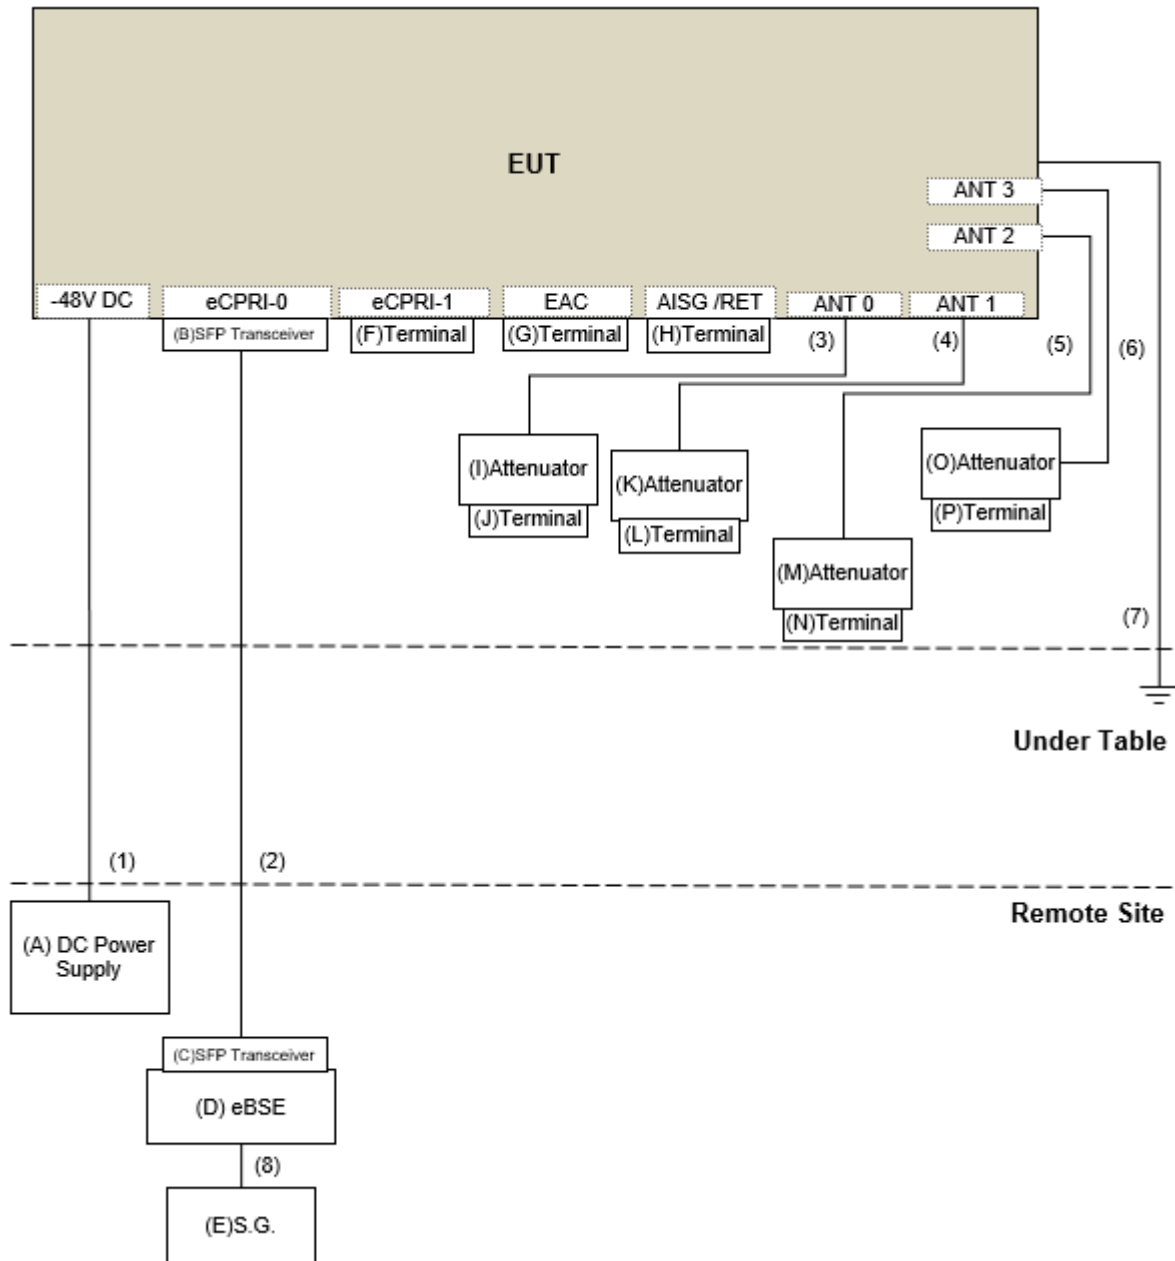 EUT
ANT 3
ANT 2
-48V DC
eCPRI-0
eCPRI-1
EAC
AISG /RET
ANT 0
ANT 1
(B)SFP Transceiver
(F)Terminal
(G)Terminal
(H)Terminal
(3)
(4)
(5)
(6)
(I)Attenuator
(J)Terminal
(K)Attenuator
(L)Terminal
(O)Attenuator
(P)Terminal
(M)Attenuator
(N)Terminal
(7)
Under Table
(1)
(2)
Remote Site
(A) DC Power
Supply
(C)SFP Transceiver
(D) eBSE
(8)
(E)S.G.